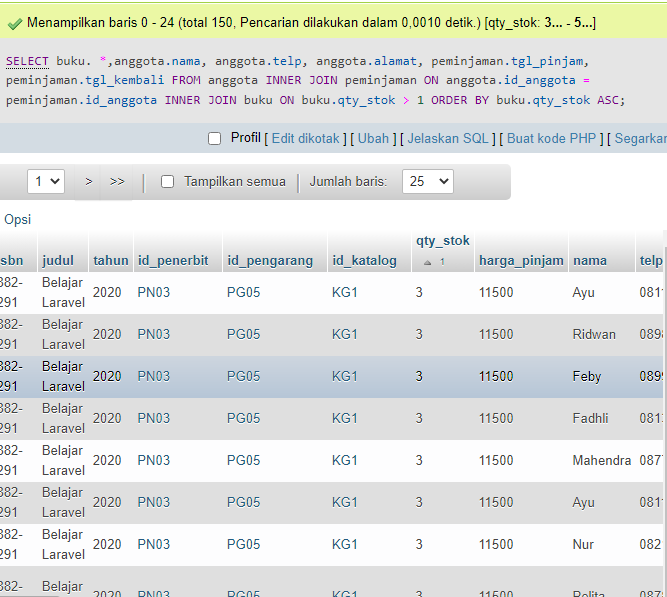 Menampilkan baris 0 - 24 (total 150, Pencarian dilakukan dalam 0,0010 detik.) [qty_stok: 3... - 5...]
SELECT buku. *,anggota.nama, anggota.telp, anggota.alamat, peminjaman.tgl_pinjam,
peminjaman.tgl_kembali FROM anggota INNER JOIN peminjaman ON anggota.id_anggota =
peminjaman.id_anggota INNER JOIN buku ON buku.qty_stok > 1 ORDER BY buku.qty_stok ASC;
Profil [ Edit dikotak ] [ Ubah ] [ Jelaskan SQL ] [ Buat kode PHP ] [ Segarkan
1 > >> | Tampilkan semua | Jumlah baris: 25
Opsi
sbn judul tahun id_penerbit id_pengarang id_katalog qty_stok 1 harga_pinjam nama telp
382-291 Belajar Laravel 2020 PN03 PG05 KG1 3 11500 Ayu 081
382-291 Belajar Laravel 2020 PN03 PG05 KG1 3 11500 Ridwan 089
382-291 Belajar Laravel 2020 PN03 PG05 KG1 3 11500 Feby 089
382-291 Belajar Laravel 2020 PN03 PG05 KG1 3 11500 Fadhli 081
382-291 Belajar Laravel 2020 PN03 PG05 KG1 3 11500 Mahendra 087
382-291 Belajar Laravel 2020 PN03 PG05 KG1 3 11500 Ayu 081
382-291 Belajar Laravel 2020 PN03 PG05 KG1 3 11500 Nur 082
382- Belajar 2020 PN03 PG05 KG1 3 11500 087